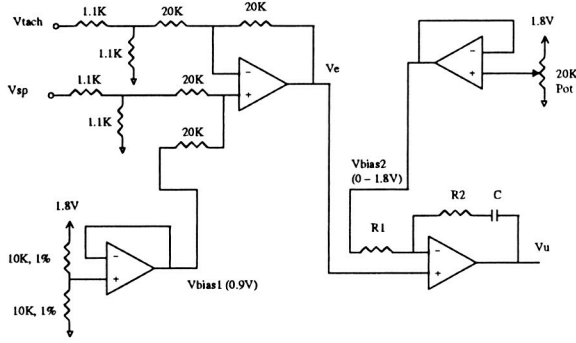 1.1K
20K
20K
Vtach
1.1K
1.8V
1.1K
20K
Vsp
Ve
20K
Pot
1.1K
20K
Vbias2
(0 – 1.8V)
R2
C
1.8V
R1
10K, 1%
Vu
Vbias1 (0.9V)
10K, 1%